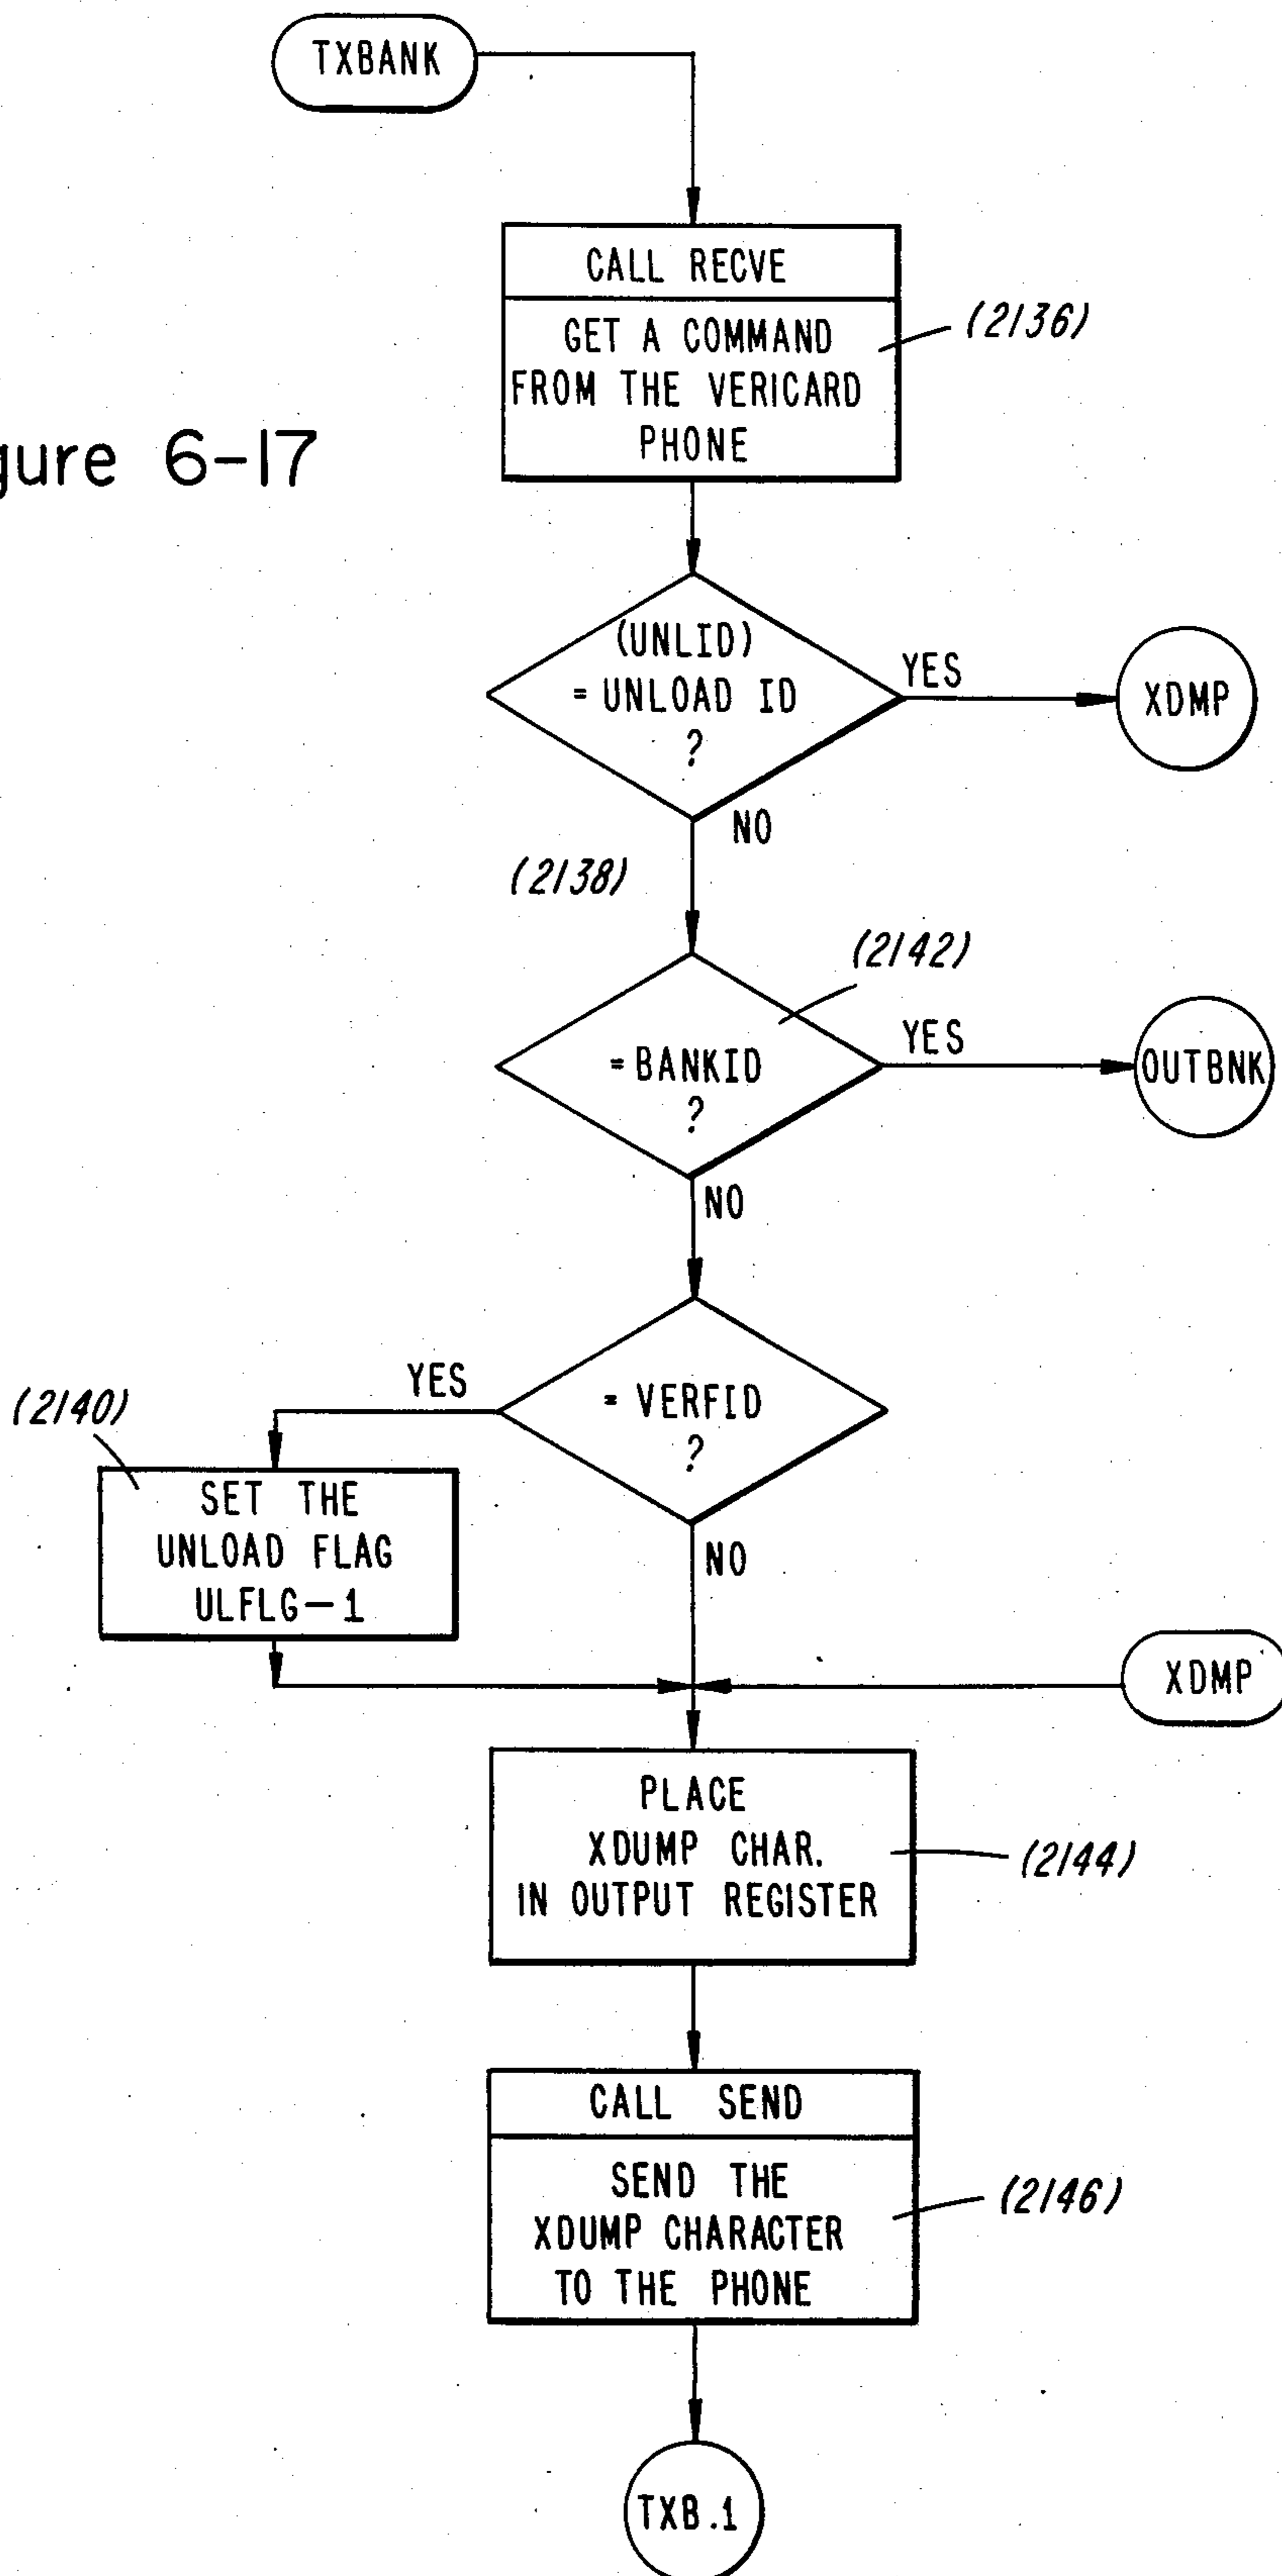 TXBANK
CALL RECVE
GET A COMMAND
FROM THE VERICARD
PHONE
(2136)
gure 6-17
(UNLID)
= UNLOAD ID
?
YES
XDMP
NO
(2138)
(2142)
= BANKID
?
YES
OUTBNK
NO
= VERFID
?
YES
(2140)
SET THE
UNLOAD FLAG
ULFLG-1
NO
XDMP
PLACE
XDUMP CHAR.
IN OUTPUT REGISTER
(2144)
CALL SEND
SEND THE
XDUMP CHARACTER
TO THE PHONE
(2146)
TXB.1